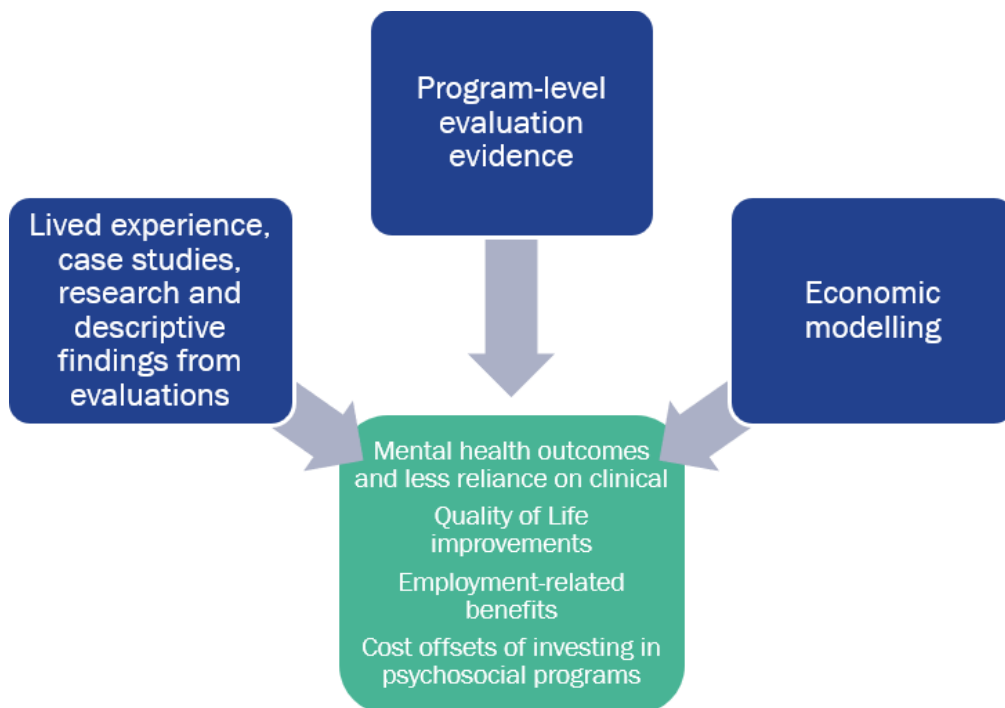 Program-level
evaluation
evidence
Lived experience,
case studies,
research and
descriptive
findings from
evaluations
Economic
modelling
Mental health outcomes
and less reliance on clinical
Quality of Life
improvements
Employment-related
benefits
Cost offsets of investing in
psychosocial programs